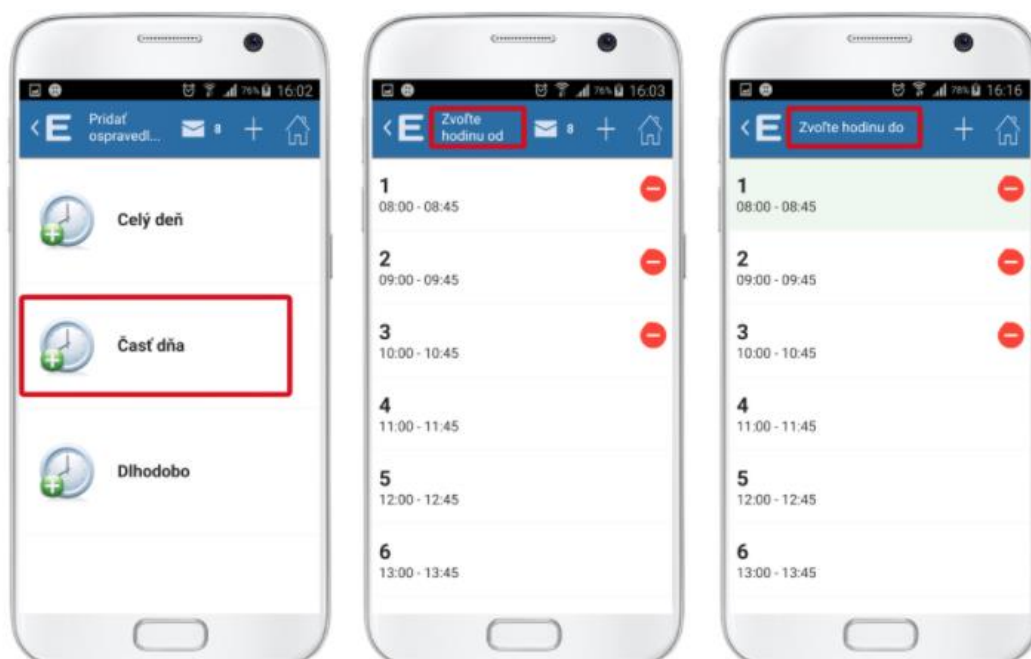 76% 16:02
E
Pridať
ospravedl...
8
Celý deň
Časť dňa
Dlhodobo
76% 16:03
E
Zvoľte
hodinu od
8
1
08:00 - 08:45
2
09:00 - 09:45
3
10:00 - 10:45
4
11:00 - 11:45
5
12:00 - 12:45
6
13:00 - 13:45
78% 16:16
E
Zvoľte hodinu do
1
08:00 - 08:45
2
09:00 - 09:45
3
10:00 - 10:45
4
11:00 - 11:45
5
12:00 - 12:45
6
13:00 - 13:45